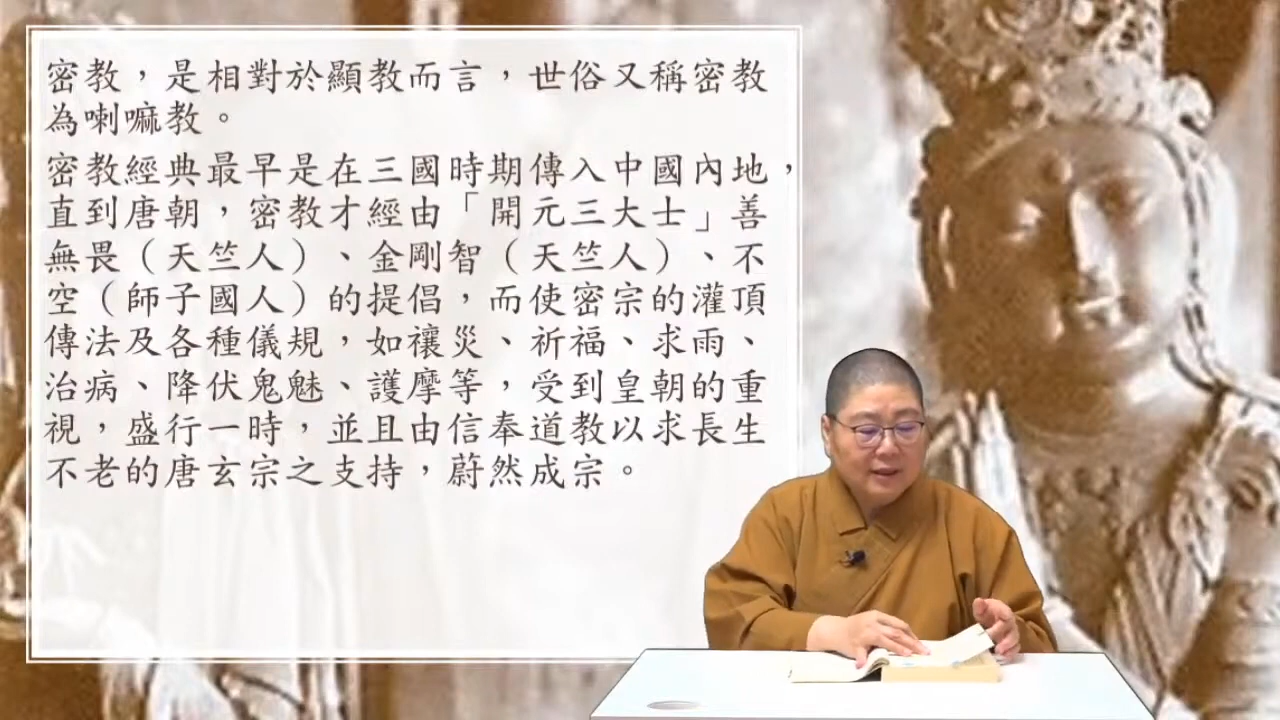 密教，是相對於顯教而言，世俗又稱密教
為喇嘛教。
密教經典最早是在三國時期傳入中國內地，
直到唐朝，密教才經由「開元三大士」善
無畏（天竺人）、金剛智（天竺人）、不
空（師子國人）的提倡，而使密宗的灌頂
傳法及各種儀規，如禳災、祈福、求雨、
治病、降伏鬼魅、護摩等，受到皇朝的重
視，盛行一時，並且由信奉道教以求長生
不老的唐玄宗之支持，蔚然成宗。